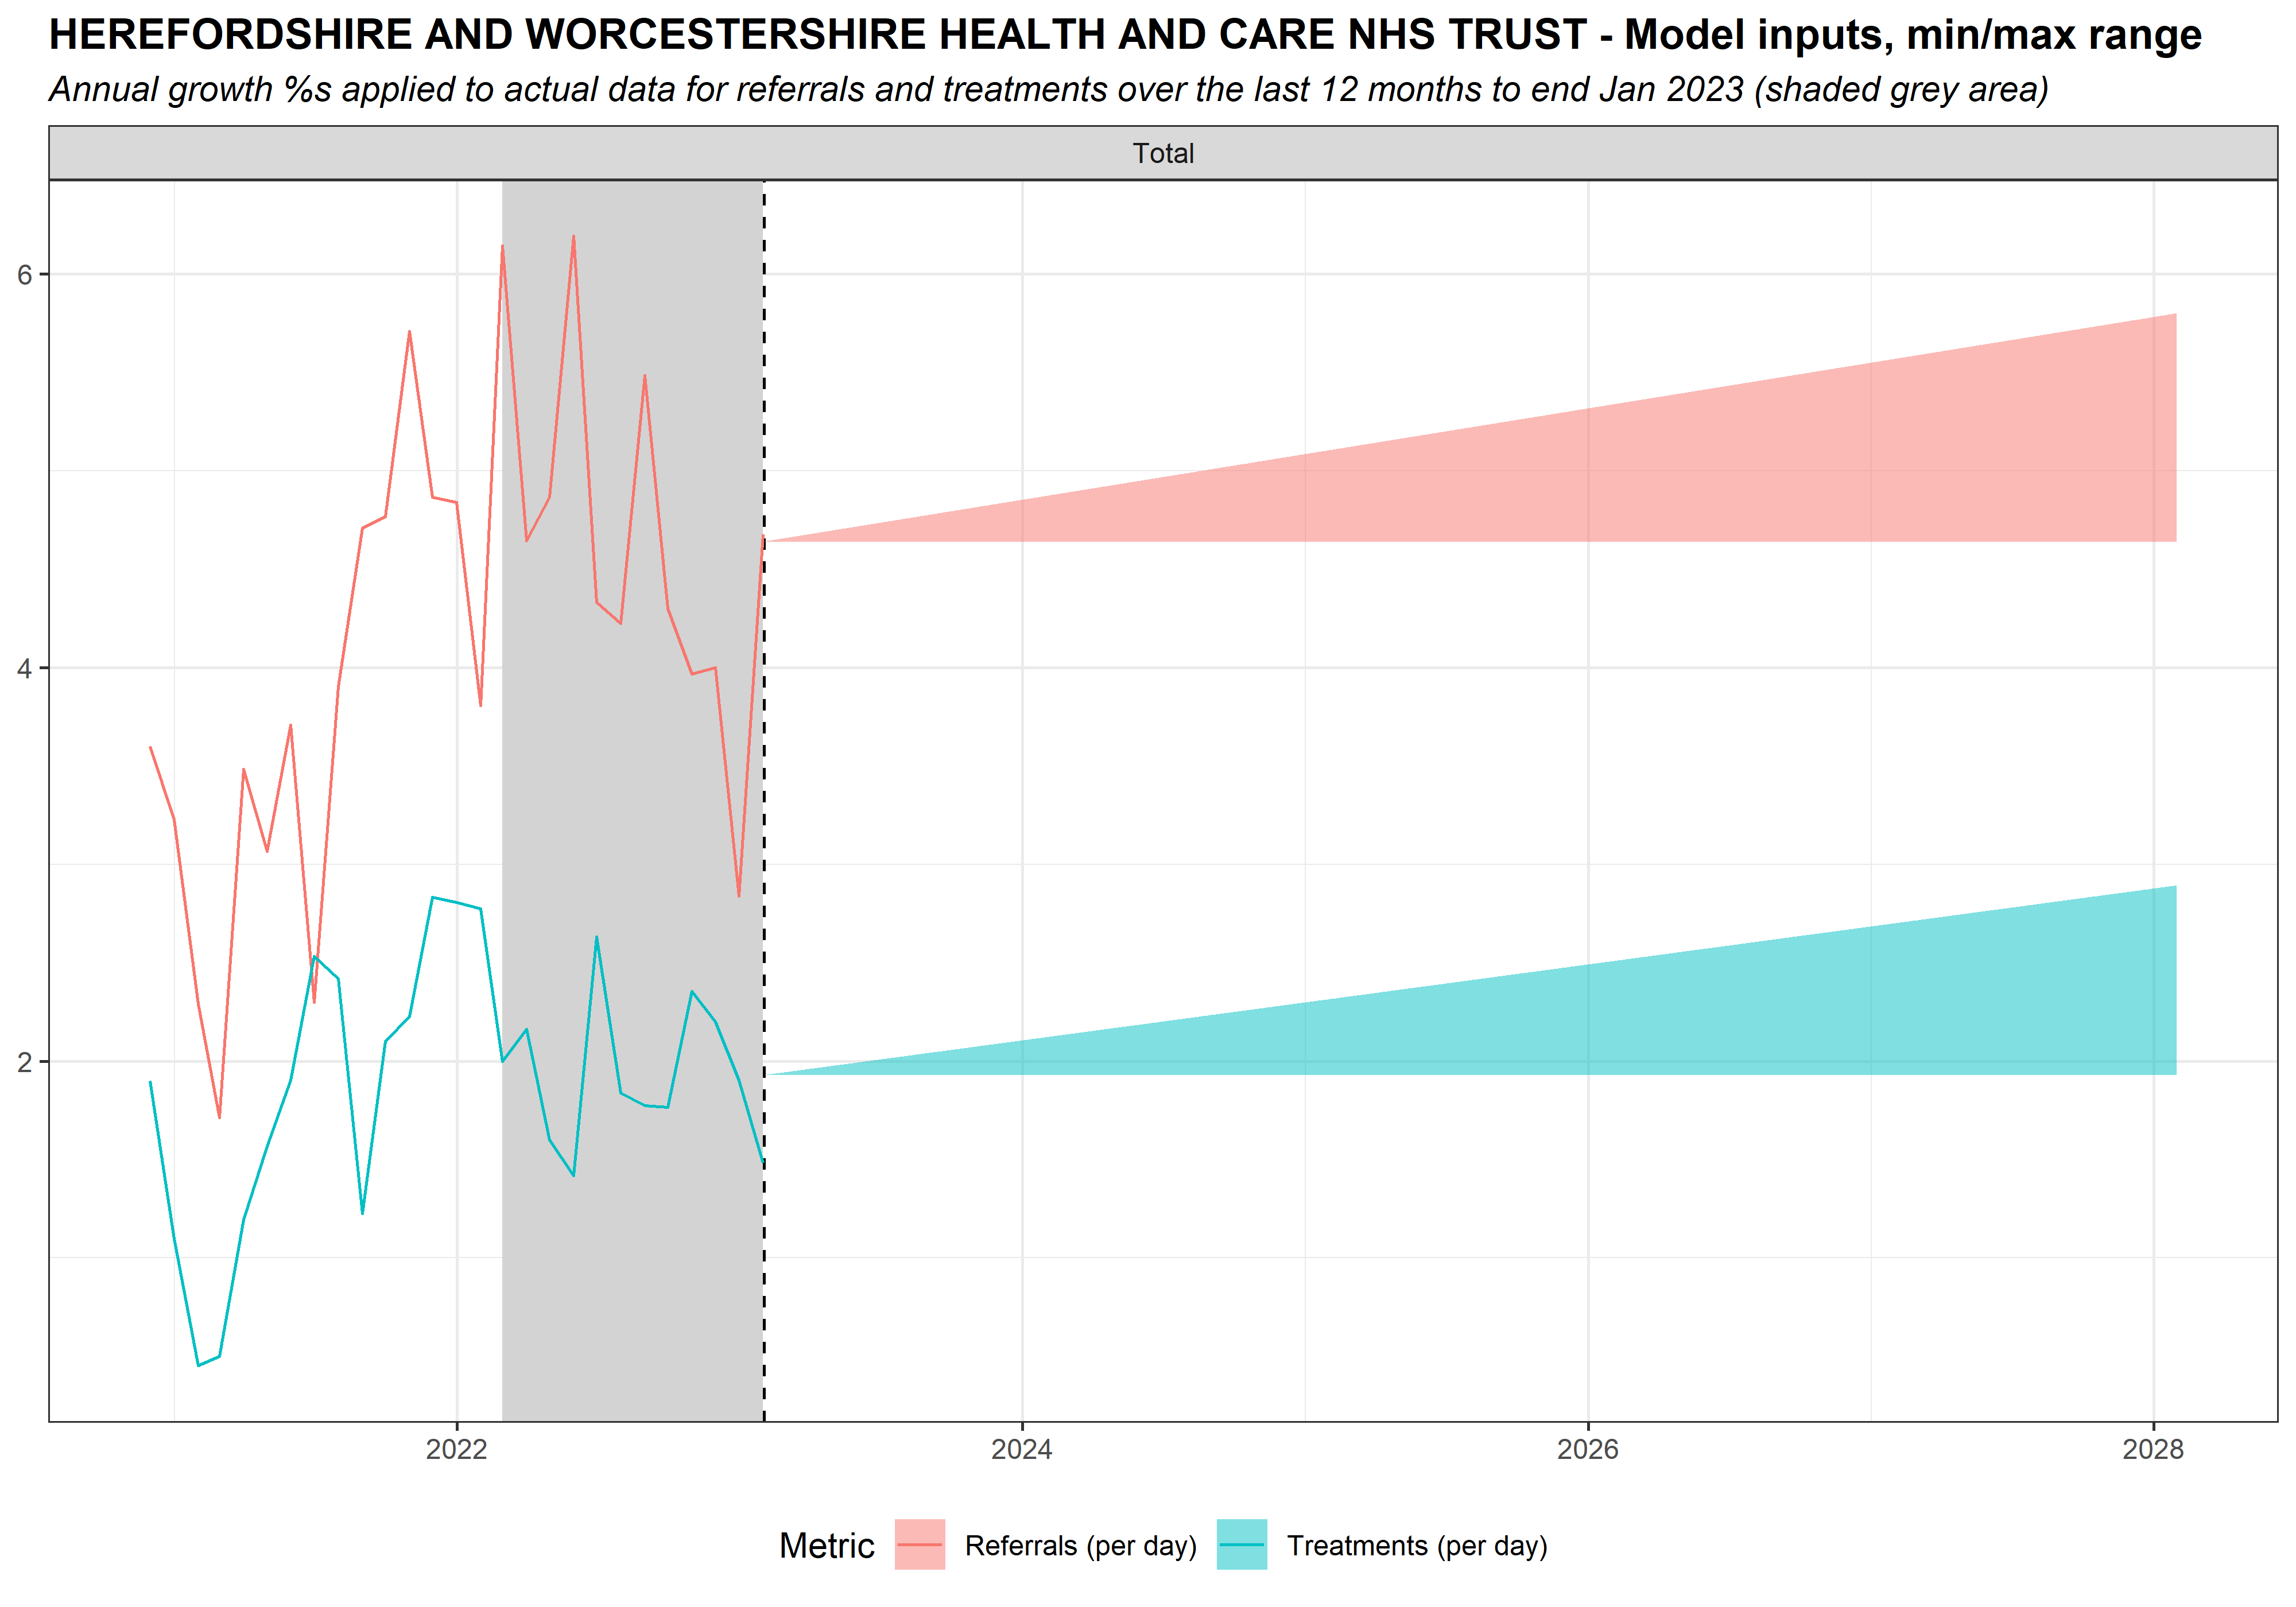 HEREFORDSHIRE AND WORCESTERSHIRE HEALTH AND CARE NHS TRUST - Model inputs, min/max range
Annual growth %s applied to actual data for referrals and treatments over the last 12 months to end Jan 2023 (shaded grey area)
Total
6
4
2
2022 2024 2026 2028
Metric Referrals (per day) Treatments (per day)